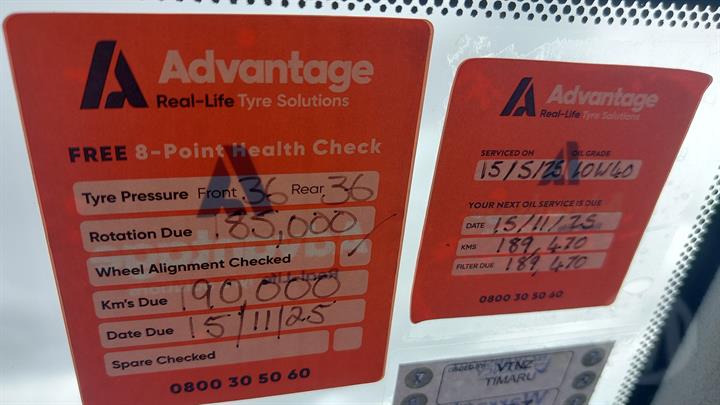 Advantage
Real-Life Tyre Solutions
FREE 8-Point Health Check
Tyre Pressure Front 36 Rear 36
Rotation Due 185,000
Wheel Alignment Checked
Km's Due 190000
Date Due 15/11/25
Spare Checked
0800 30 50 60
Advantage
Real-Life Tyre Solutions
SERVICED ON OIL GRADE
15/5/25 10W40
YOUR NEXT OIL SERVICE IS DUE
DATE 15/11/25
KMS 189,470
FILTER DUE 189,470
0800 30 50 60
VTNZ
TIMARU